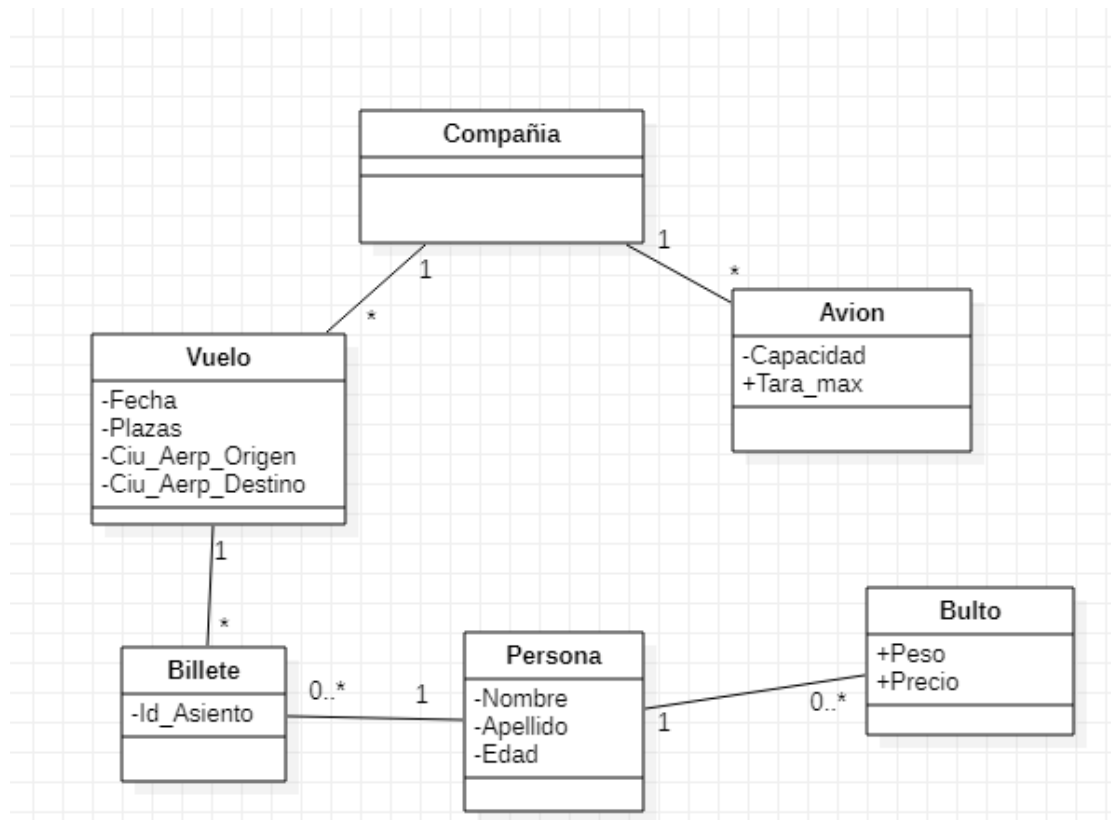 Compañia
1
1
*
*
Avion
-Capacidad
+Tara_max
Vuelo
-Fecha
-Plazas
-Ciu_Aerp_Origen
-Ciu_Aerp_Destino
1
*
Billete
-Id_Asiento
0..*
1
Persona
-Nombre
-Apellido
-Edad
1
0..*
Bulto
+Peso
+Precio